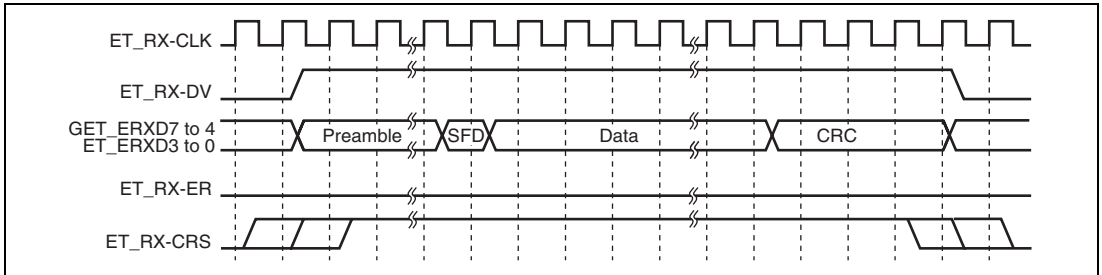 ET_RX-CLK
ET_RX-DV
GET_ERXD7 to 4
ET_ERXD3 to 0
Preamble
SFD
Data
CRC
ET_RX-ER
ET_RX-CRS